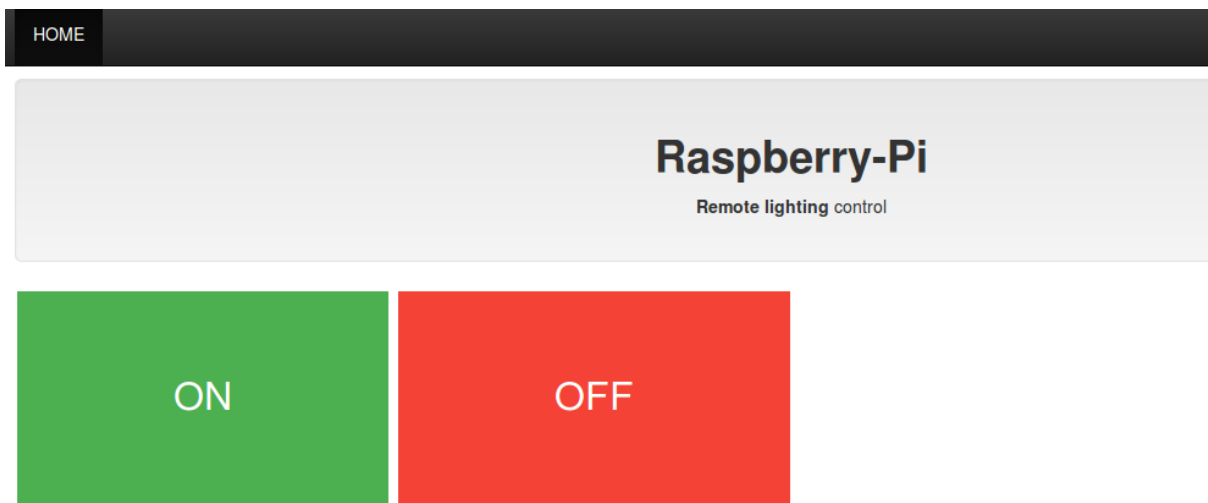 HOME
Raspberry-Pi
Remote lighting control
ON
OFF